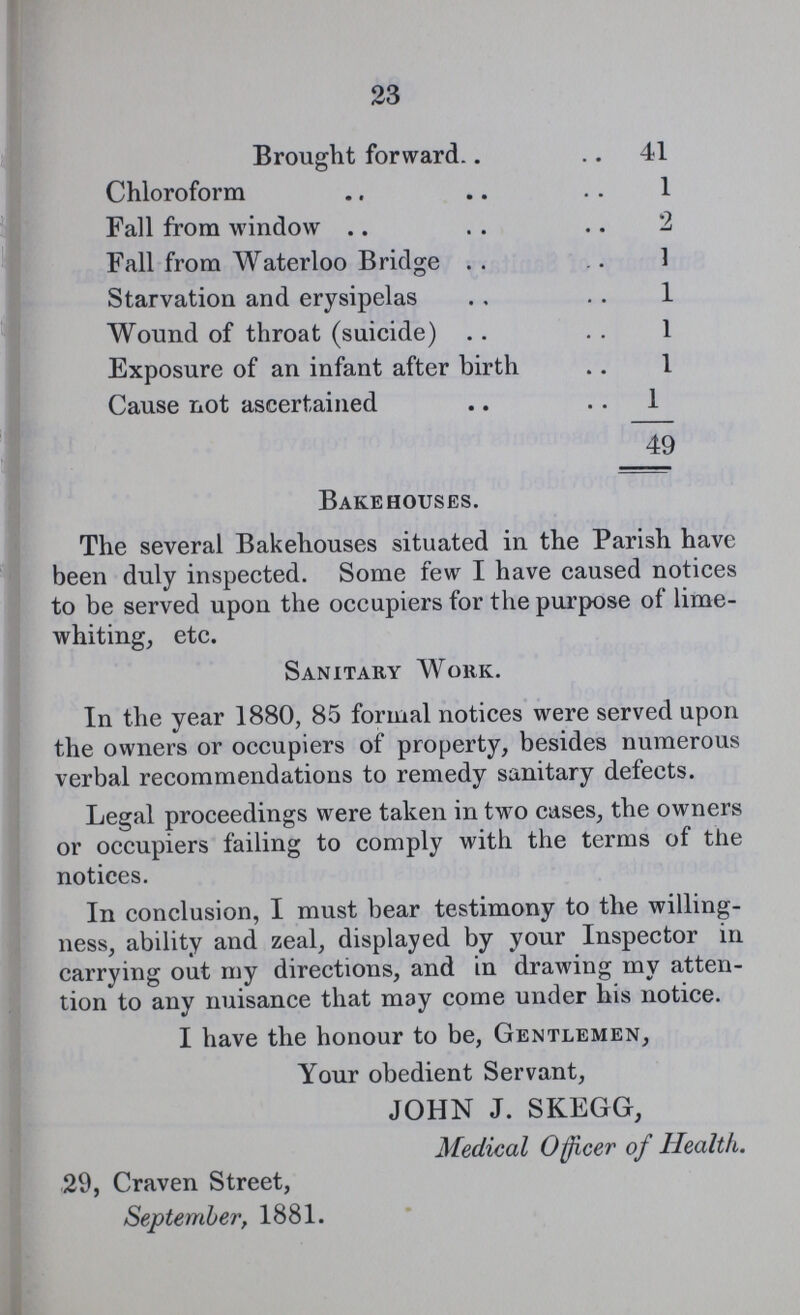 23
Brought forward.. .. 41
Chloroform .. .. .. 1
Fall from window .. .. .. 2
Fall from Waterloo Bridge .. .. 1
Starvation and erysipelas .. .. 1
Wound of throat (suicide) .. .. 1
Exposure of an infant after birth .. 1
Cause not ascertained .. .. 1
49
BAKEHOUSES.
The several Bakehouses situated in the Parish have
been duly inspected. Some few I have caused notices
to be served upon the occupiers for the purpose of lime-
whiting, etc.
SANITARY WORK.
In the year 1880, 85 formal notices were served upon
the owners or occupiers of property, besides numerous
verbal recommendations to remedy sanitary defects.
Legal proceedings were taken in two cases, the owners
or occupiers failing to comply with the terms of the
notices.
In conclusion, I must bear testimony to the willing-
ness, ability and zeal, displayed by your Inspector in
carrying out my directions, and in drawing my atten-
tion to any nuisance that may come under his notice.
I have the honour to be, GENTLEMEN,
Your obedient Servant,
JOHN J. SKEGG,
Medical Officer of Health.
29, Craven Street,
September, 1881.